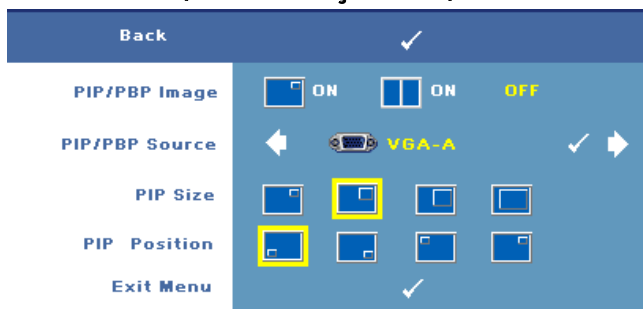 Back
PIP/PBP Image ON ON OFF
PIP/PBP Source VGA-A
PIP Size
PIP Position
Exit Menu